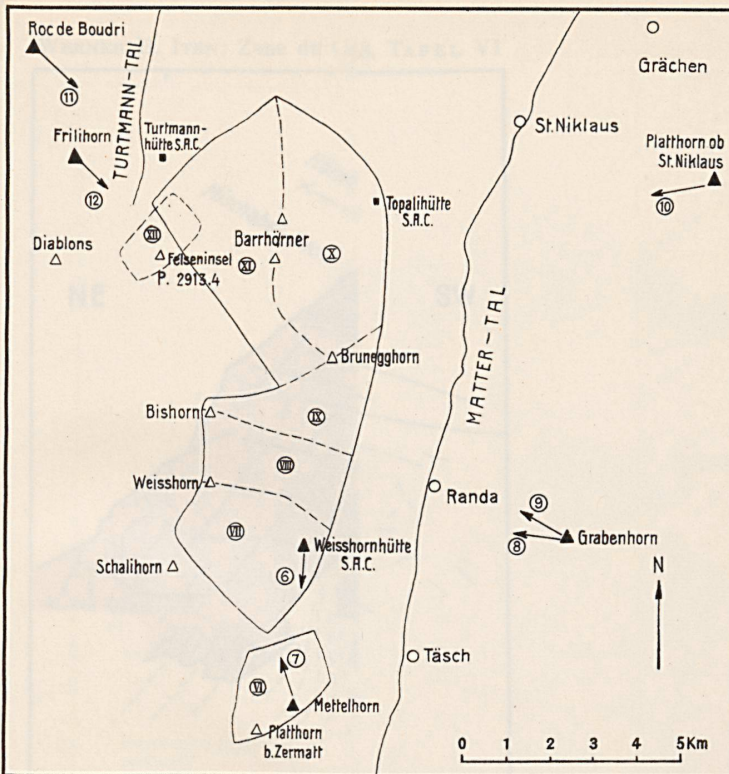 Roc de Boudri
⑪
TURTMANN-TAL
Grächen
St.Niklaus
Turtmann-
hütte S.A.C.
Frilihorn
⑫
Platthorn ob
St.Niklaus
⑩
Topalihütte
S.A.C.
Diablons
XII
Felseninsel
P. 2913.4
Barrhörner
XI
X
MATTER-TAL
Brunegghorn
Bishorn
IX
VIII
Weisshorn
Randa
⑨
⑧
Grabenhorn
VII
Weisshornhütte
S.A.C.
⑥
Schalihorn
N
⑦
Täsch
VI
Mettelhorn
Platthorn
b.Zermatt
0 1 2 3 4 5Km